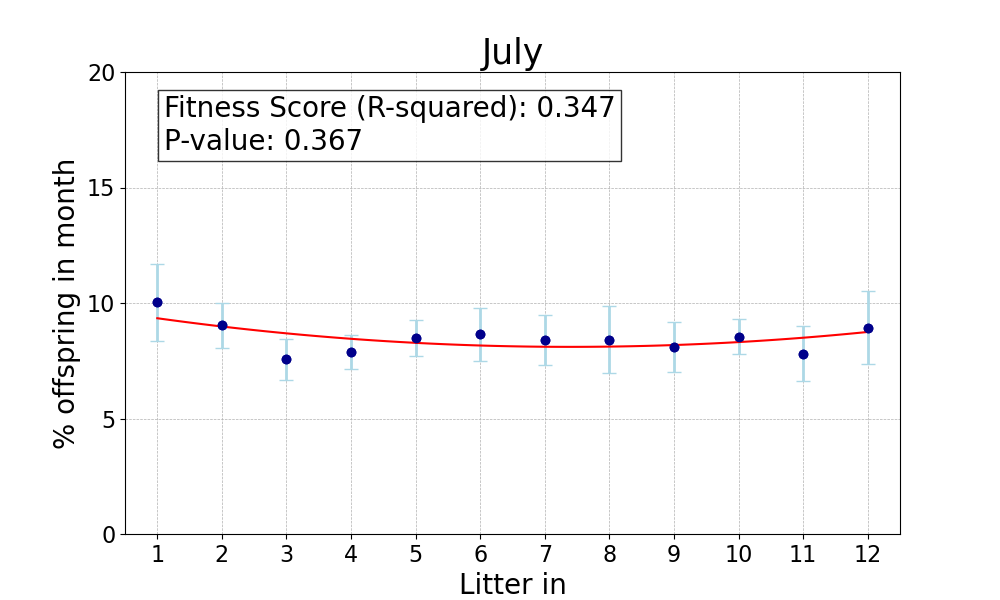 July
Fitness Score (R-squared): 0.347
P-value: 0.367
% offspring in month
20
15
10
5
0
1 2 3 4 5 6 7 8 9 10 11 12
Litter in